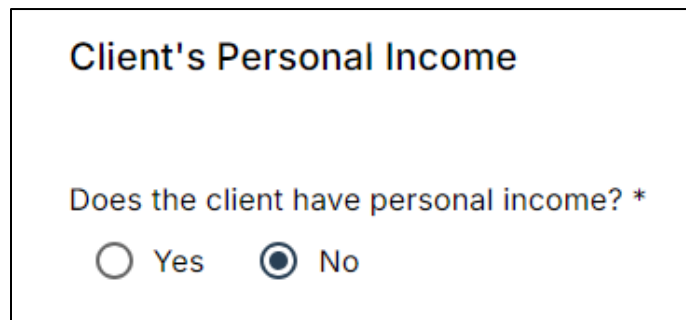 Client's Personal Income
Does the client have personal income? *
Yes No